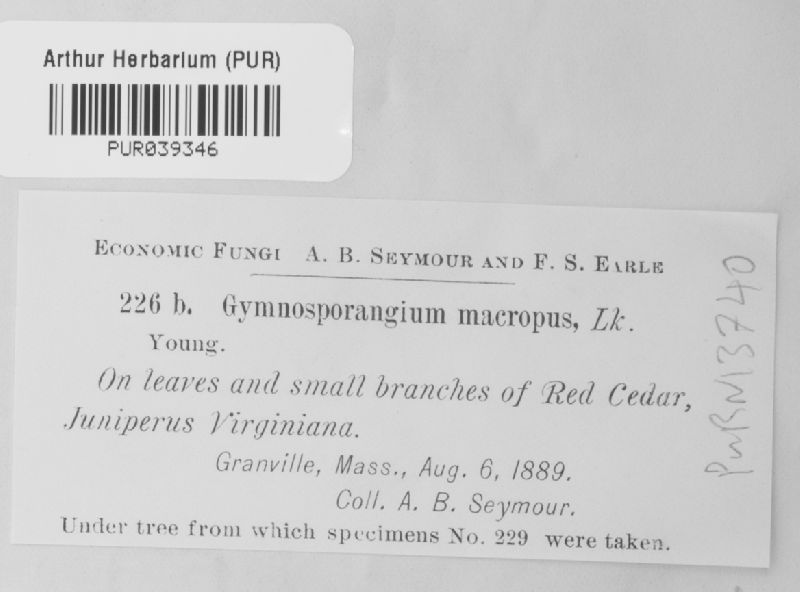 Arthur Herbarium (PUR)
PUR039346
Economic Fungi A. B. Seymour and F. S. Earle
226 b. Gymnosporangium macropus, Lk.
Young.
On leaves and small branches of Red Cedar,
Juniperus Virginiana.
Granville, Mass., Aug. 6, 1889.
Coll. A. B. Seymour.
Under tree from which specimens No. 229 were taken.
PURN13740